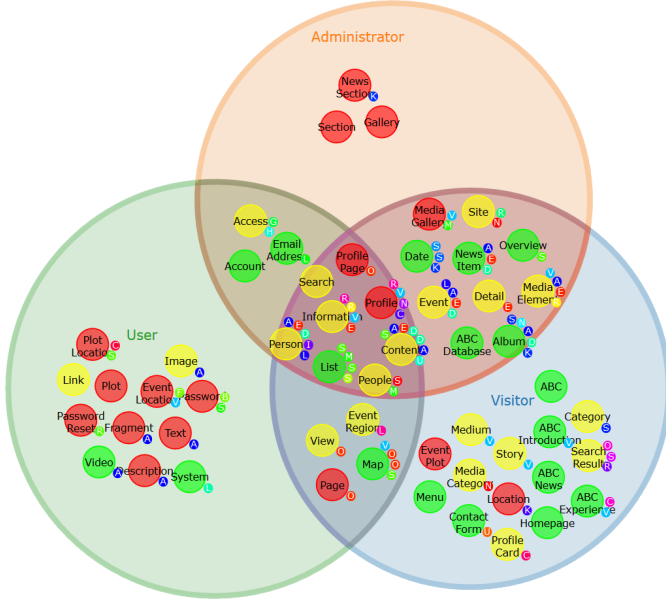 Administrator
News
Section
K
Section
Gallery
Media
Gallery
V
M
Site
R
N
Access
G
H
Email
Address
L
Account
Profile
Page
O
Date
S
S
K
News
Item
A
E
D
Overview
S
Search
Profile
R
V
N
C
Event
L
A
E
D
Detail
E
Media
Element
V
A
E
Information
R
N
V
E
Person
A
E
D
I
L
Content
A
E
D
D
A
L
ABC
Database
Album
S
N
A
D
K
List
S
M
S
S
People
S
M
User
Plot
Location
C
S
Image
A
Link
Plot
Event
Location
E
V
Password
S
Password
Reset
R
Fragment
A
Text
A
Video
A
Description
A
System
L
Event
Region
L
View
O
Map
V
O
O
S
Page
O
Visitor
ABC
Medium
V
ABC
Introduction
V
Category
S
Event
Plot
Story
V
Search
Result
O
S
R
Media
Category
N
ABC
News
Menu
Location
K
ABC
Experience
C
V
Contact
Form
U
Homepage
Profile
Card
C